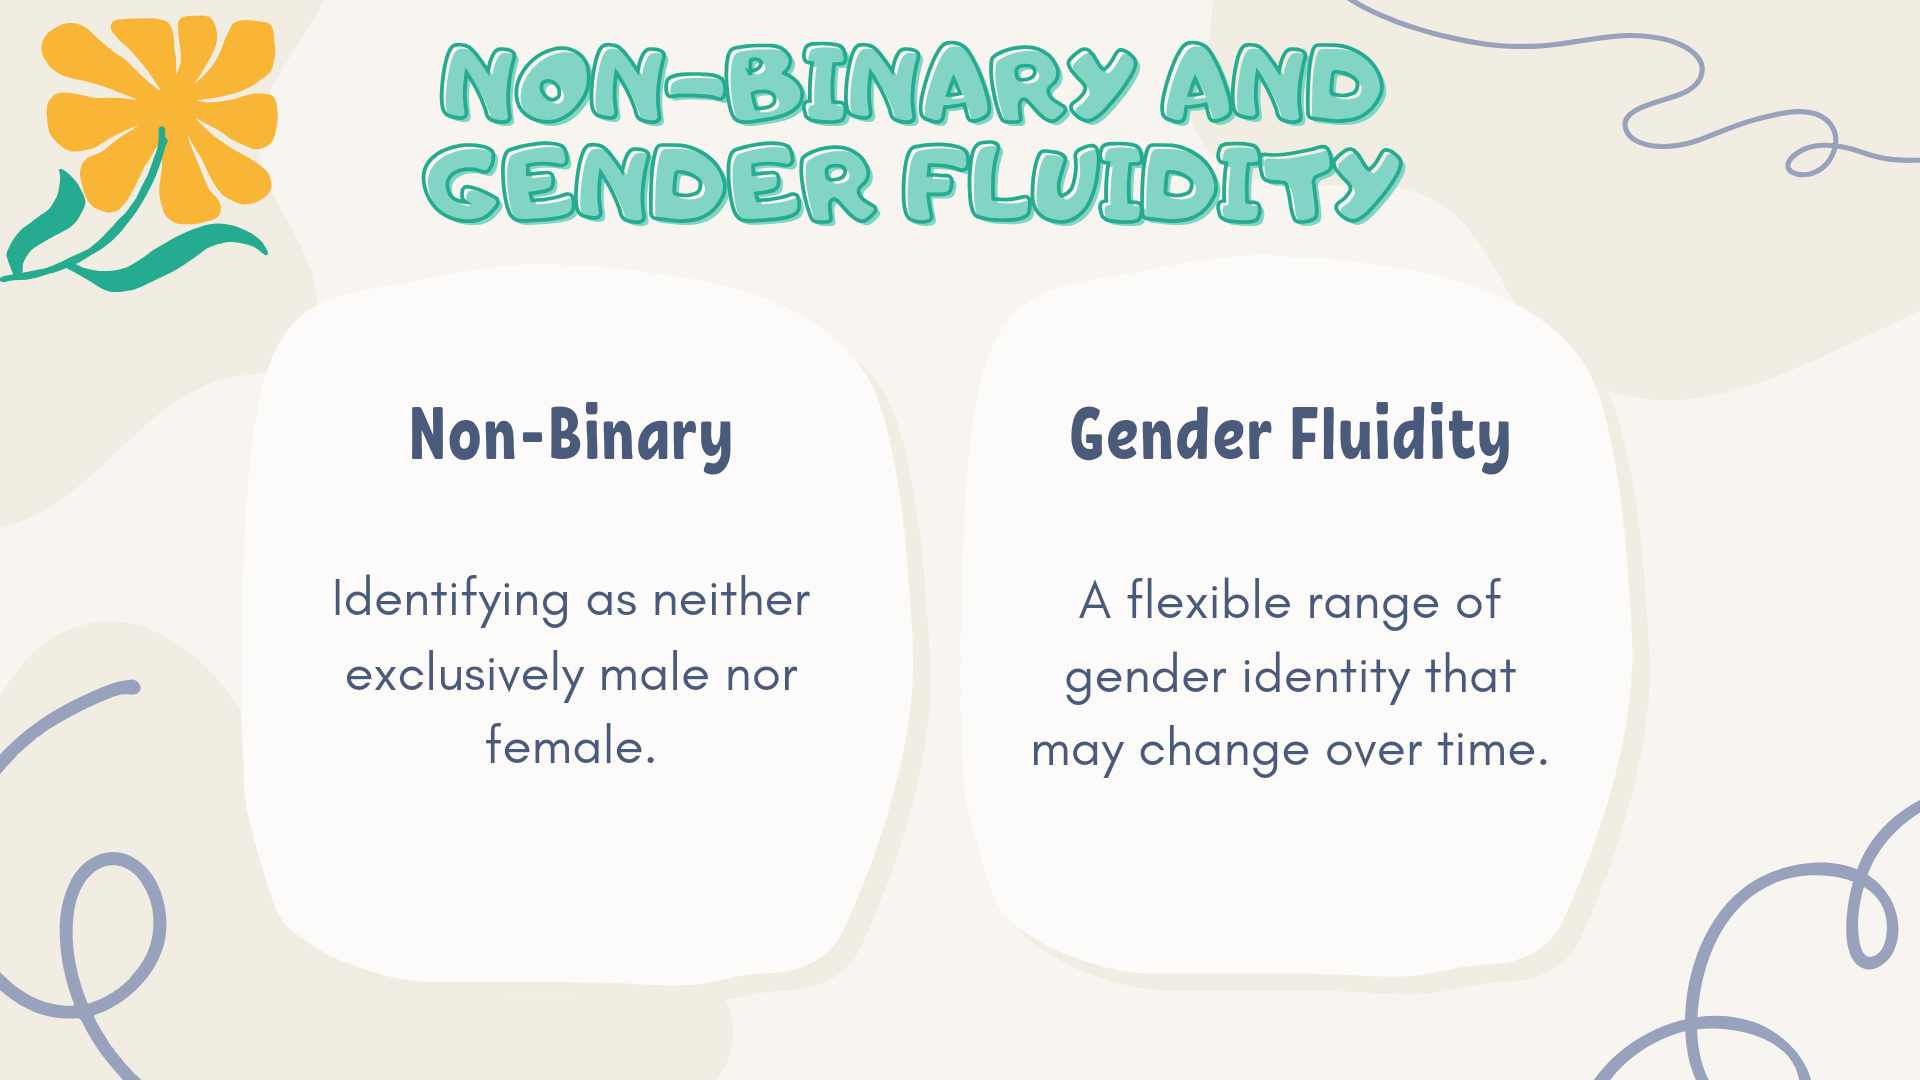 NON-BINARY AND
GENDER FLUIDITY
Non-Binary
Identifying as neither
exclusively male nor
female.
Gender Fluidity
A flexible range of
gender identity that
may change over time.